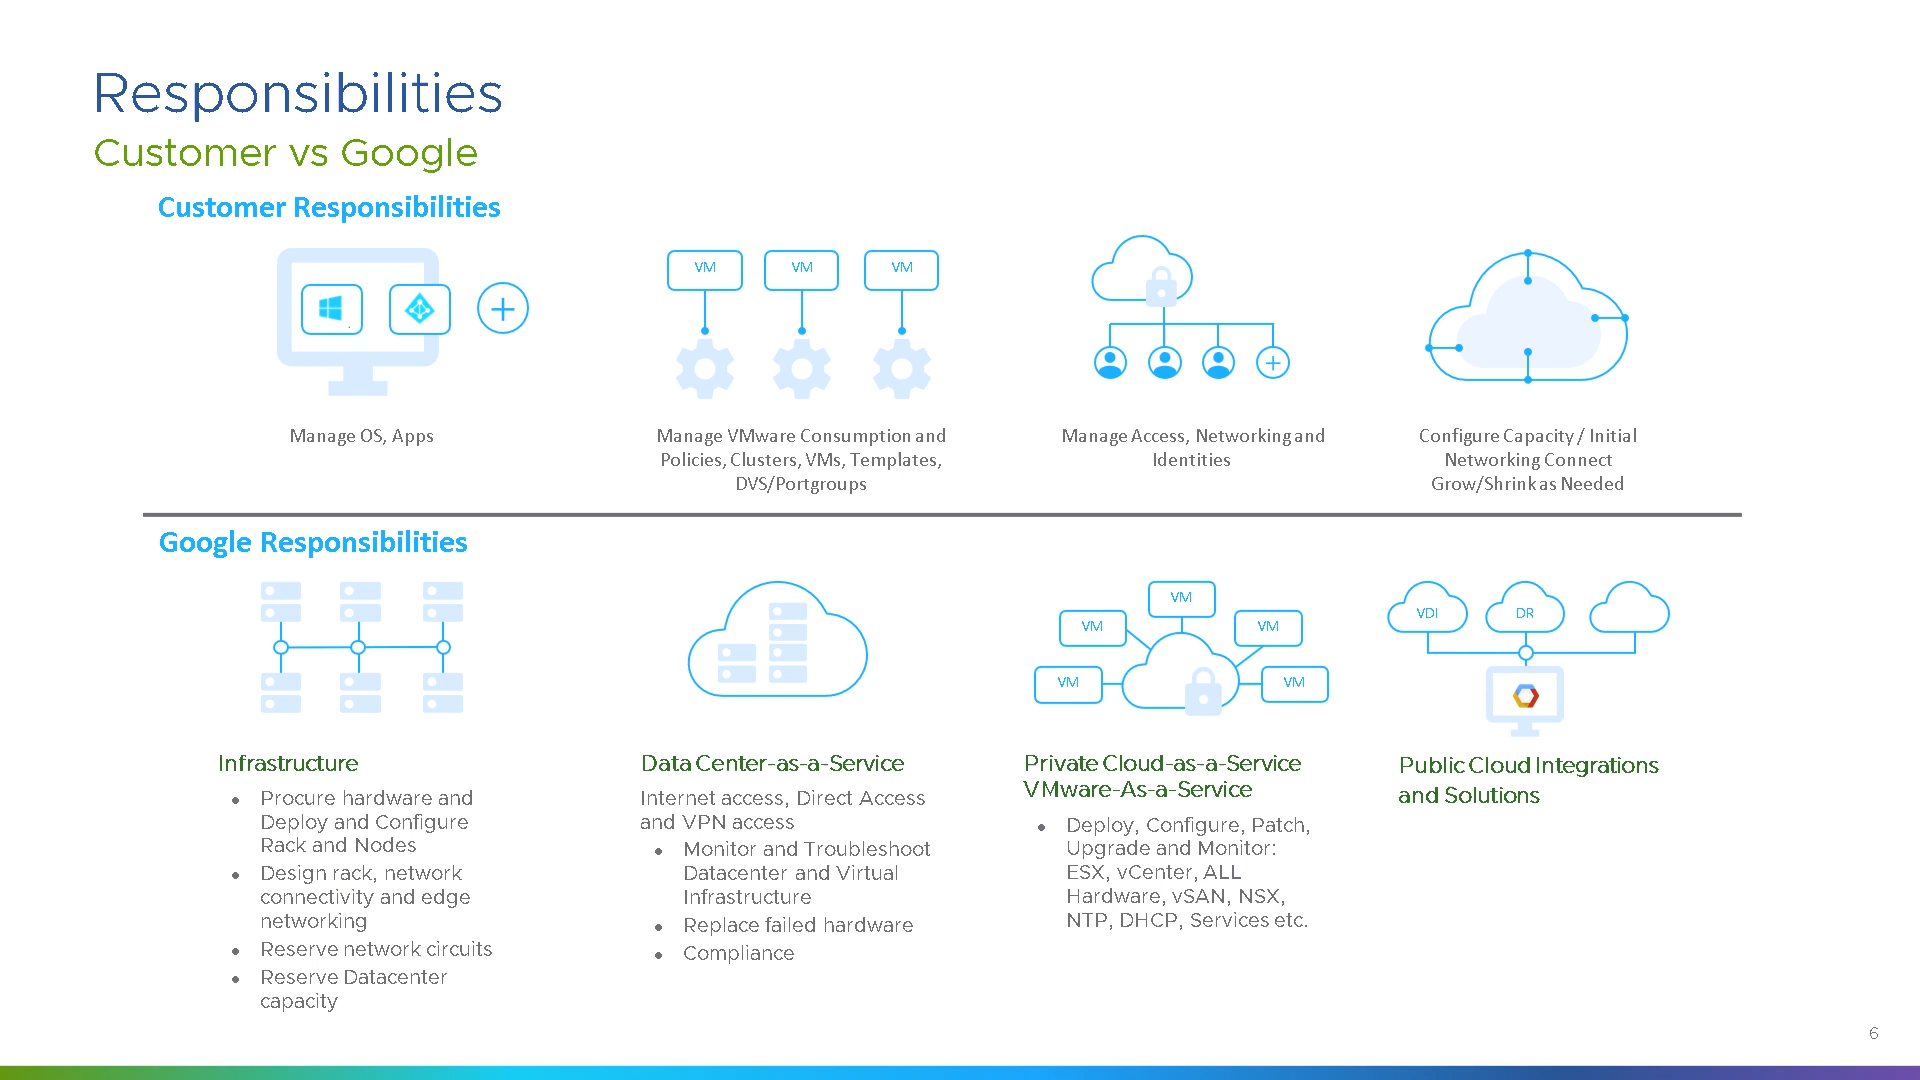 Responsibilities
Customer vs Google
Customer Responsibilities
VM
VM
VM
Manage OS, Apps
Manage VMware Consumption and
Policies, Clusters, VMs, Templates,
DVS/Portgroups
Manage Access, Networking and
Identities
Configure Capacity / Initial
Networking Connect
Grow/Shrink as Needed
Google Responsibilities
VM
VM
VM
VM
VM
VDI
DR
Infrastructure
● Procure hardware and
Deploy and Configure
Rack and Nodes
● Design rack, network
connectivity and edge
networking
● Reserve network circuits
● Reserve Datacenter
capacity
Data Center-as-a-Service
Internet access, Direct Access
and VPN access
● Monitor and Troubleshoot
Datacenter and Virtual
Infrastructure
● Replace failed hardware
● Compliance
Private Cloud-as-a-Service
VMware-As-a-Service
● Deploy, Configure, Patch,
Upgrade and Monitor:
ESX, vCenter, ALL
Hardware, vSAN, NSX,
NTP, DHCP, Services etc.
Public Cloud Integrations
and Solutions
6